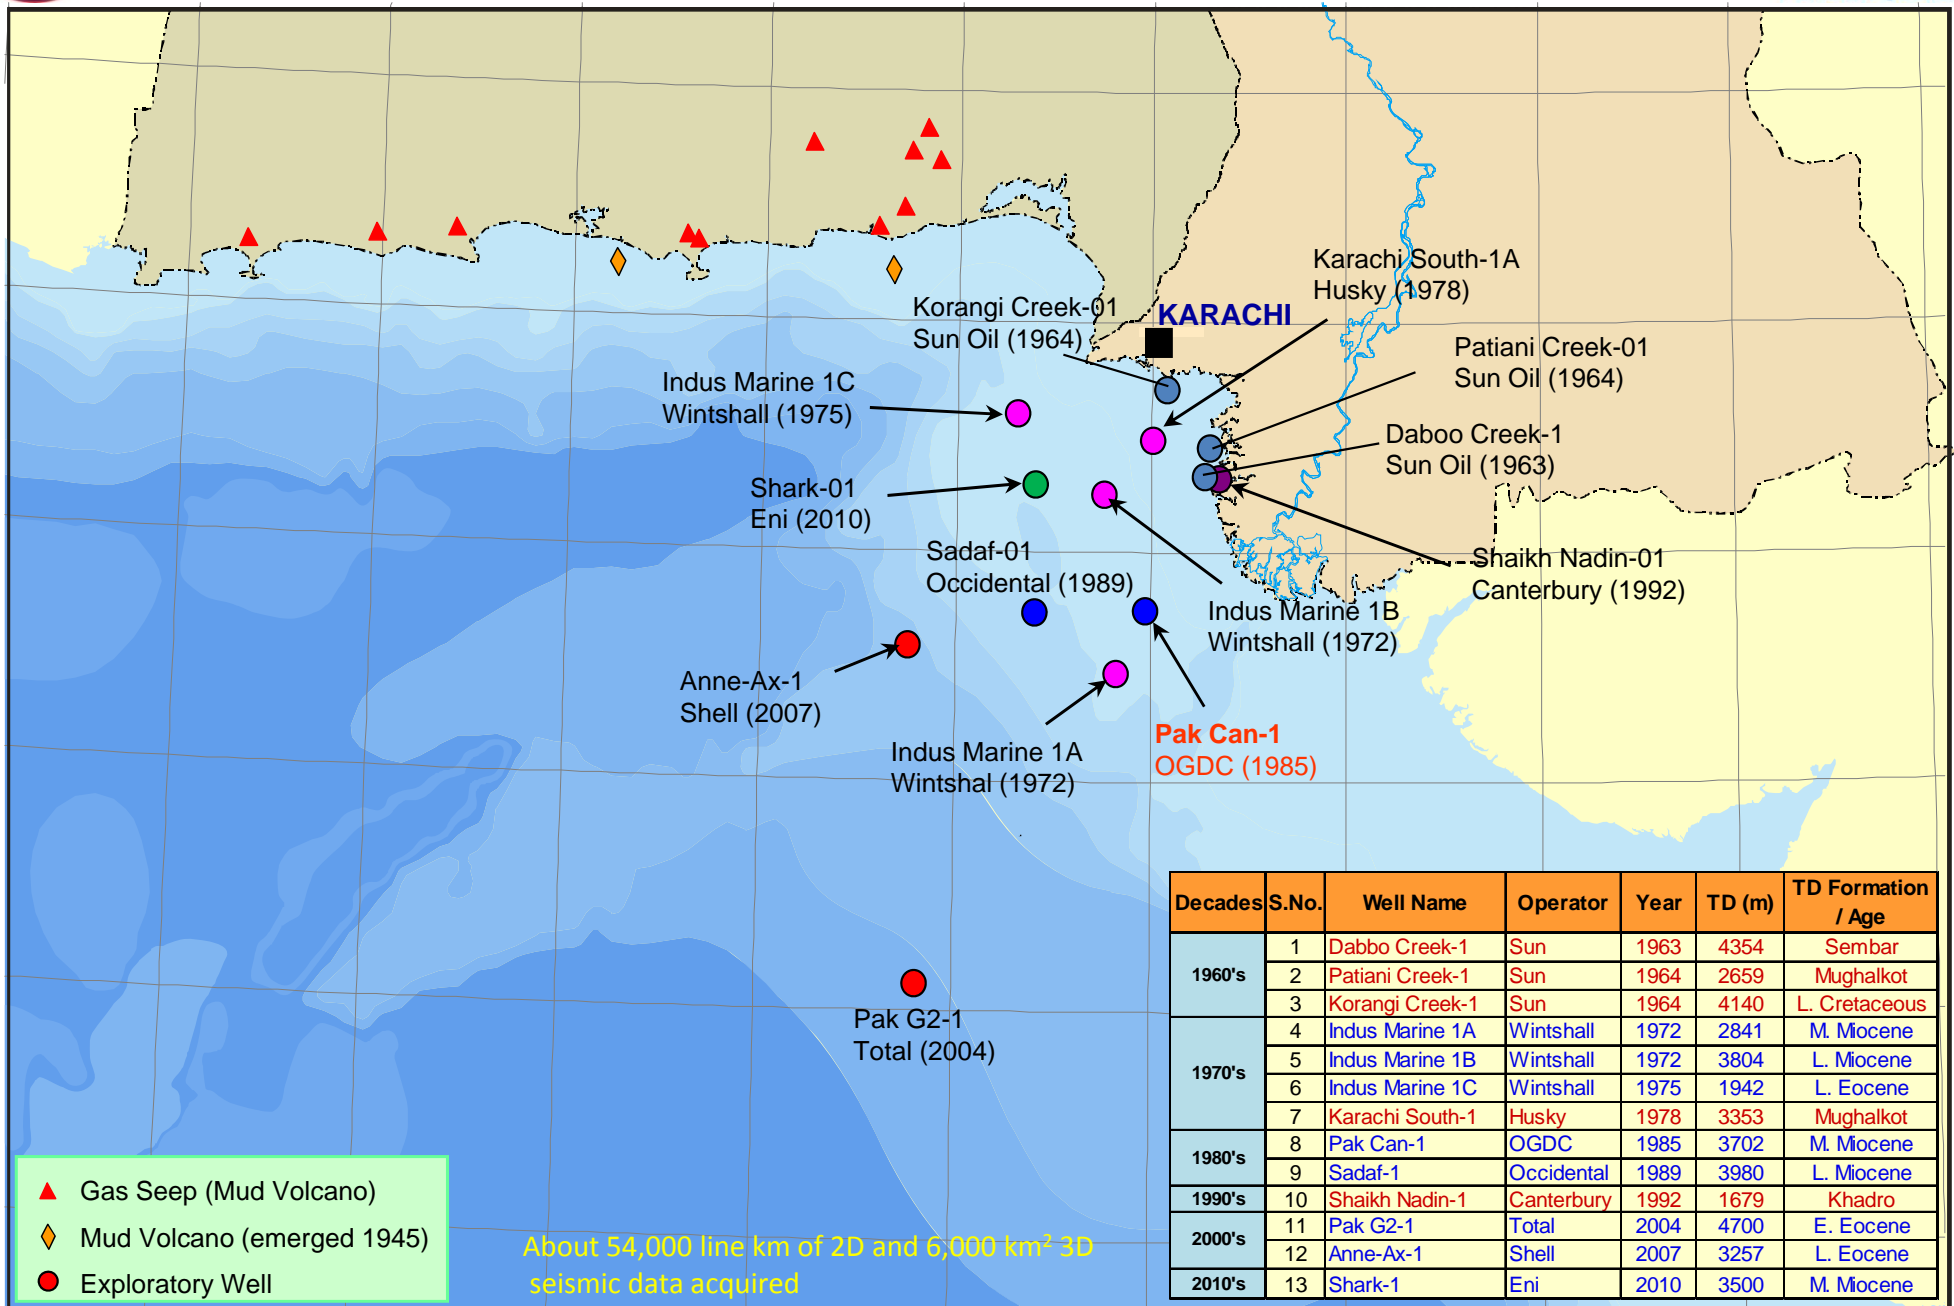 Karachi South-1A
Husky (1978)
Korangi Creek-01
Sun Oil (1964)
KARACHI
Patiani Creek-01
Sun Oil (1964)
Indus Marine 1C
Wintshall (1975)
Daboo Creek-1
Sun Oil (1963)
Shark-01
Eni (2010)
Sadaf-01
Occidental (1989)
Shaikh Nadin-01
Canterbury (1992)
Indus Marine 1B
Wintshall (1972)
Anne-Ax-1
Shell (2007)
Indus Marine 1A
Wintshal (1972)
Pak Can-1
OGDC (1985)
Pak G2-1
Total (2004)
Decades S.No. Well Name Operator Year TD (m) TD Formation / Age
1960's 1 Dabbo Creek-1 Sun 1963 4354 Sembar
2 Patiani Creek-1 Sun 1964 2659 Mughalkot
3 Korangi Creek-1 Sun 1964 4140 L. Cretaceous
1970's 4 Indus Marine 1A Wintshall 1972 2841 M. Miocene
5 Indus Marine 1B Wintshall 1972 3804 L. Miocene
6 Indus Marine 1C Wintshall 1975 1942 L. Eocene
7 Karachi South-1 Husky 1978 3353 Mughalkot
1980's 8 Pak Can-1 OGDC 1985 3702 M. Miocene
9 Sadaf-1 Occidental 1989 3980 L. Miocene
1990's 10 Shaikh Nadin-1 Canterbury 1992 1679 Khadro
2000's 11 Pak G2-1 Total 2004 4700 E. Eocene
12 Anne-Ax-1 Shell 2007 3257 L. Eocene
2010's 13 Shark-1 Eni 2010 3500 M. Miocene
Gas Seep (Mud Volcano)
Mud Volcano (emerged 1945)
Exploratory Well
About 54,000 line km of 2D and 6,000 km² 3D
seismic data acquired